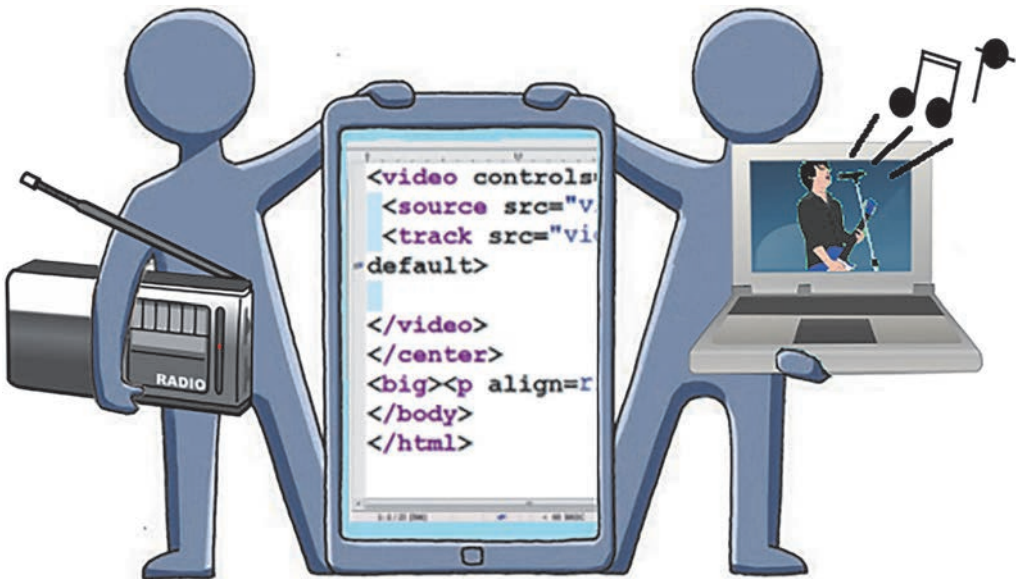 RADIO
<video controls=
<source src="v
<track src="vi
default>
</video>
</center>
<big><p align=r
</body>
</html>